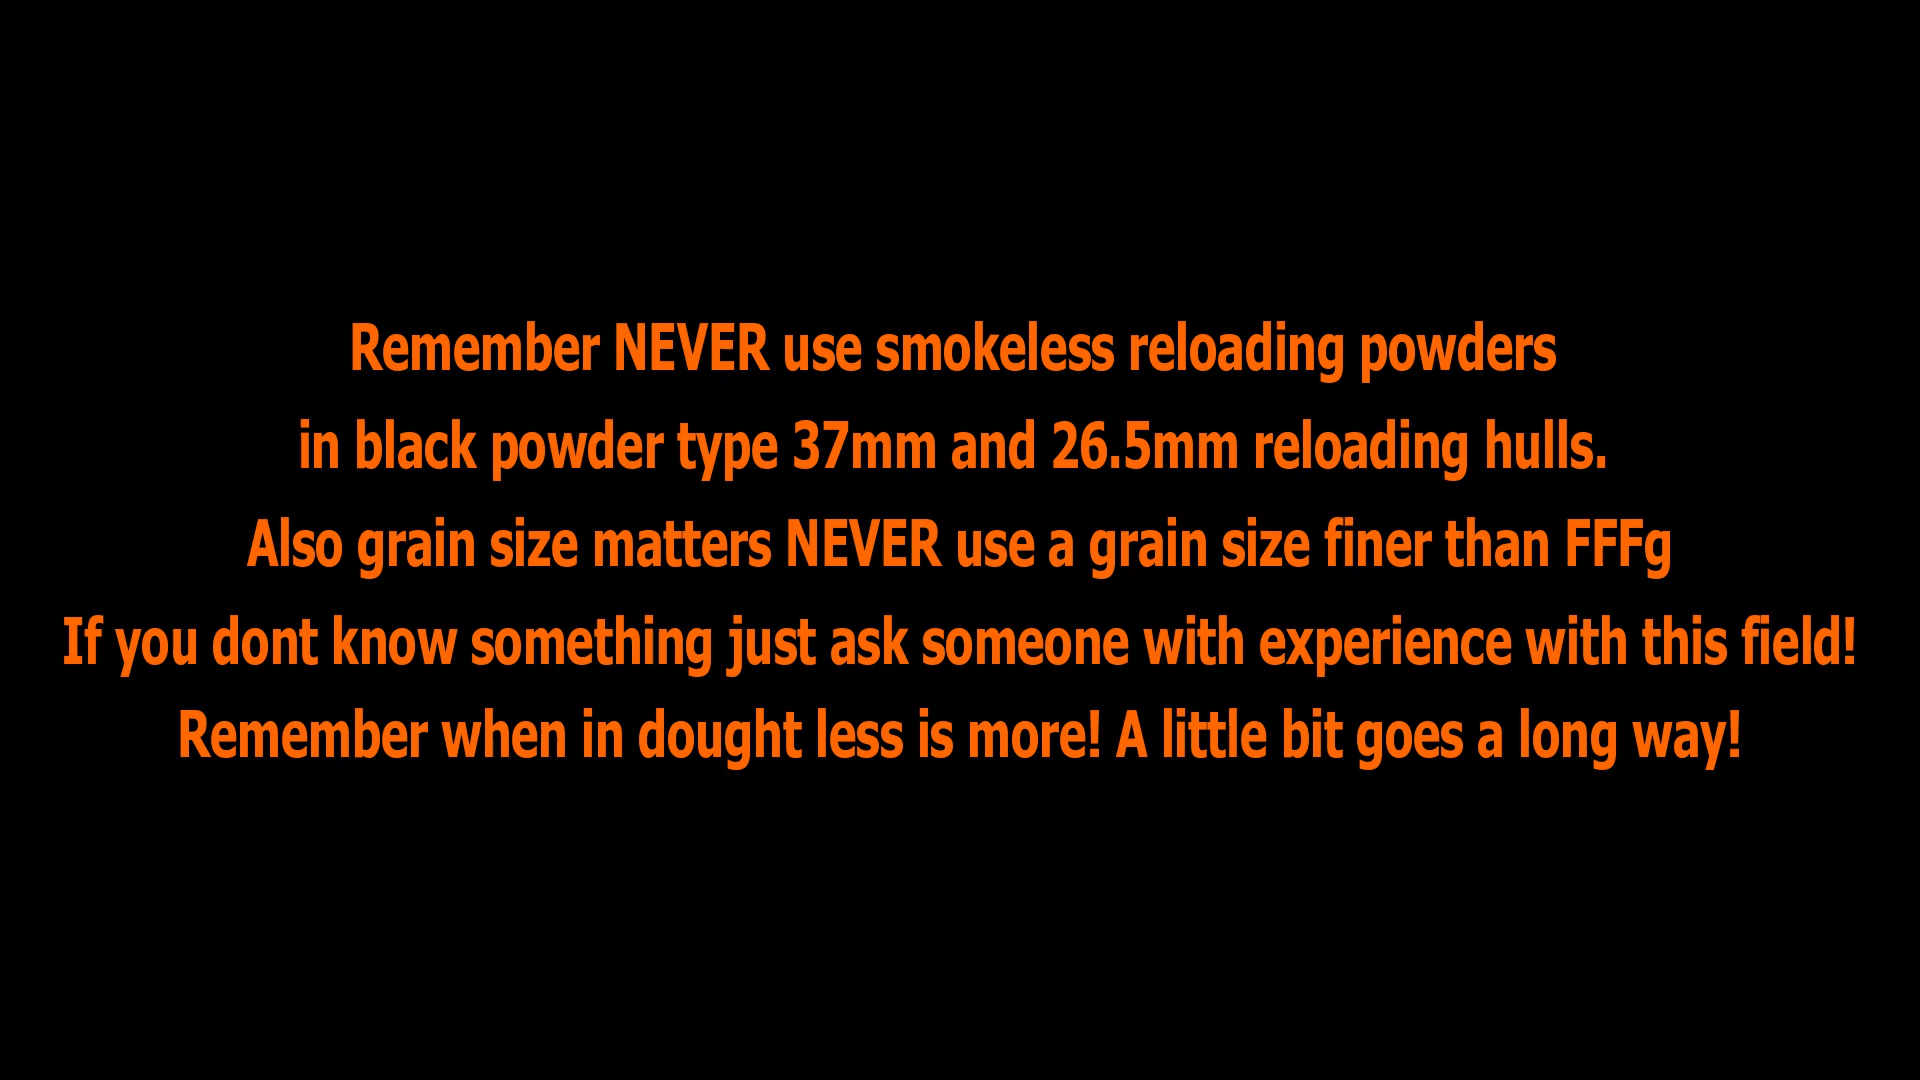 Remember NEVER use smokeless reloading powders
in black powder type 37mm and 26.5mm reloading hulls.
Also grain size matters NEVER use a grain size finer than FFFg
If you dont know something just ask someone with experience with this field!
Remember when in dought less is more! A little bit goes a long way!